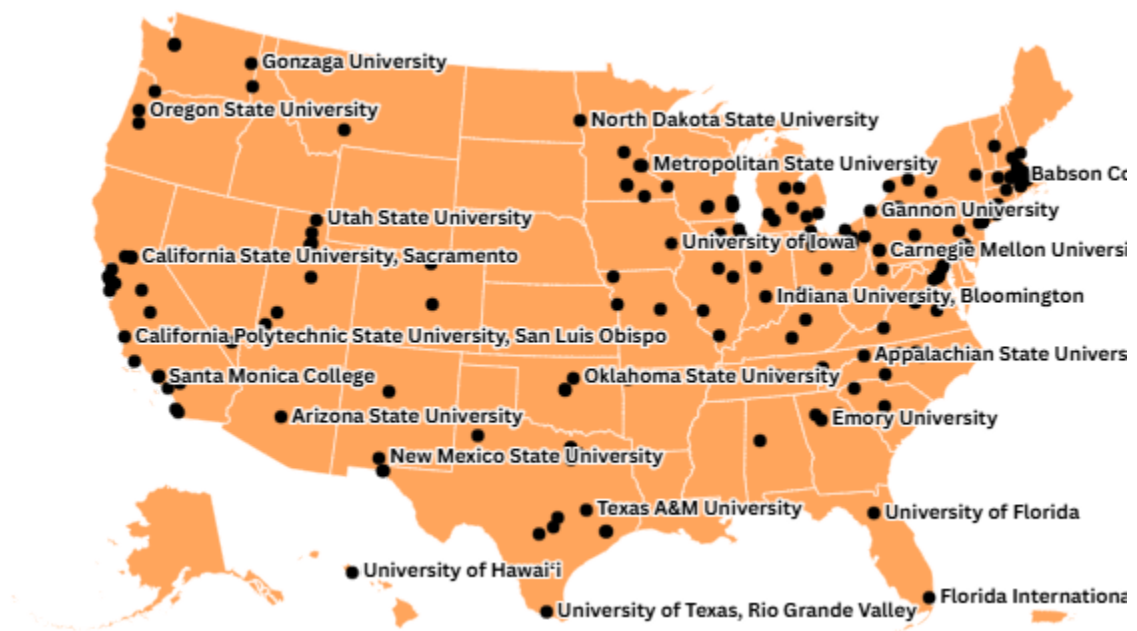 Gonzaga University
Oregon State University
North Dakota State University
Metropolitan State University
Babson Co
Utah State University
Gannon University
University of Iowa
California State University, Sacramento
Carnegie Mellon Universi
Indiana University, Bloomington
California Polytechnic State University, San Luis Obispo
Appalachian State Univers
Santa Monica College
Oklahoma State University
Arizona State University
Emory University
New Mexico State University
Texas A&M University
University of Florida
University of Hawaiʻi
Florida Internationa
University of Texas, Rio Grande Valley